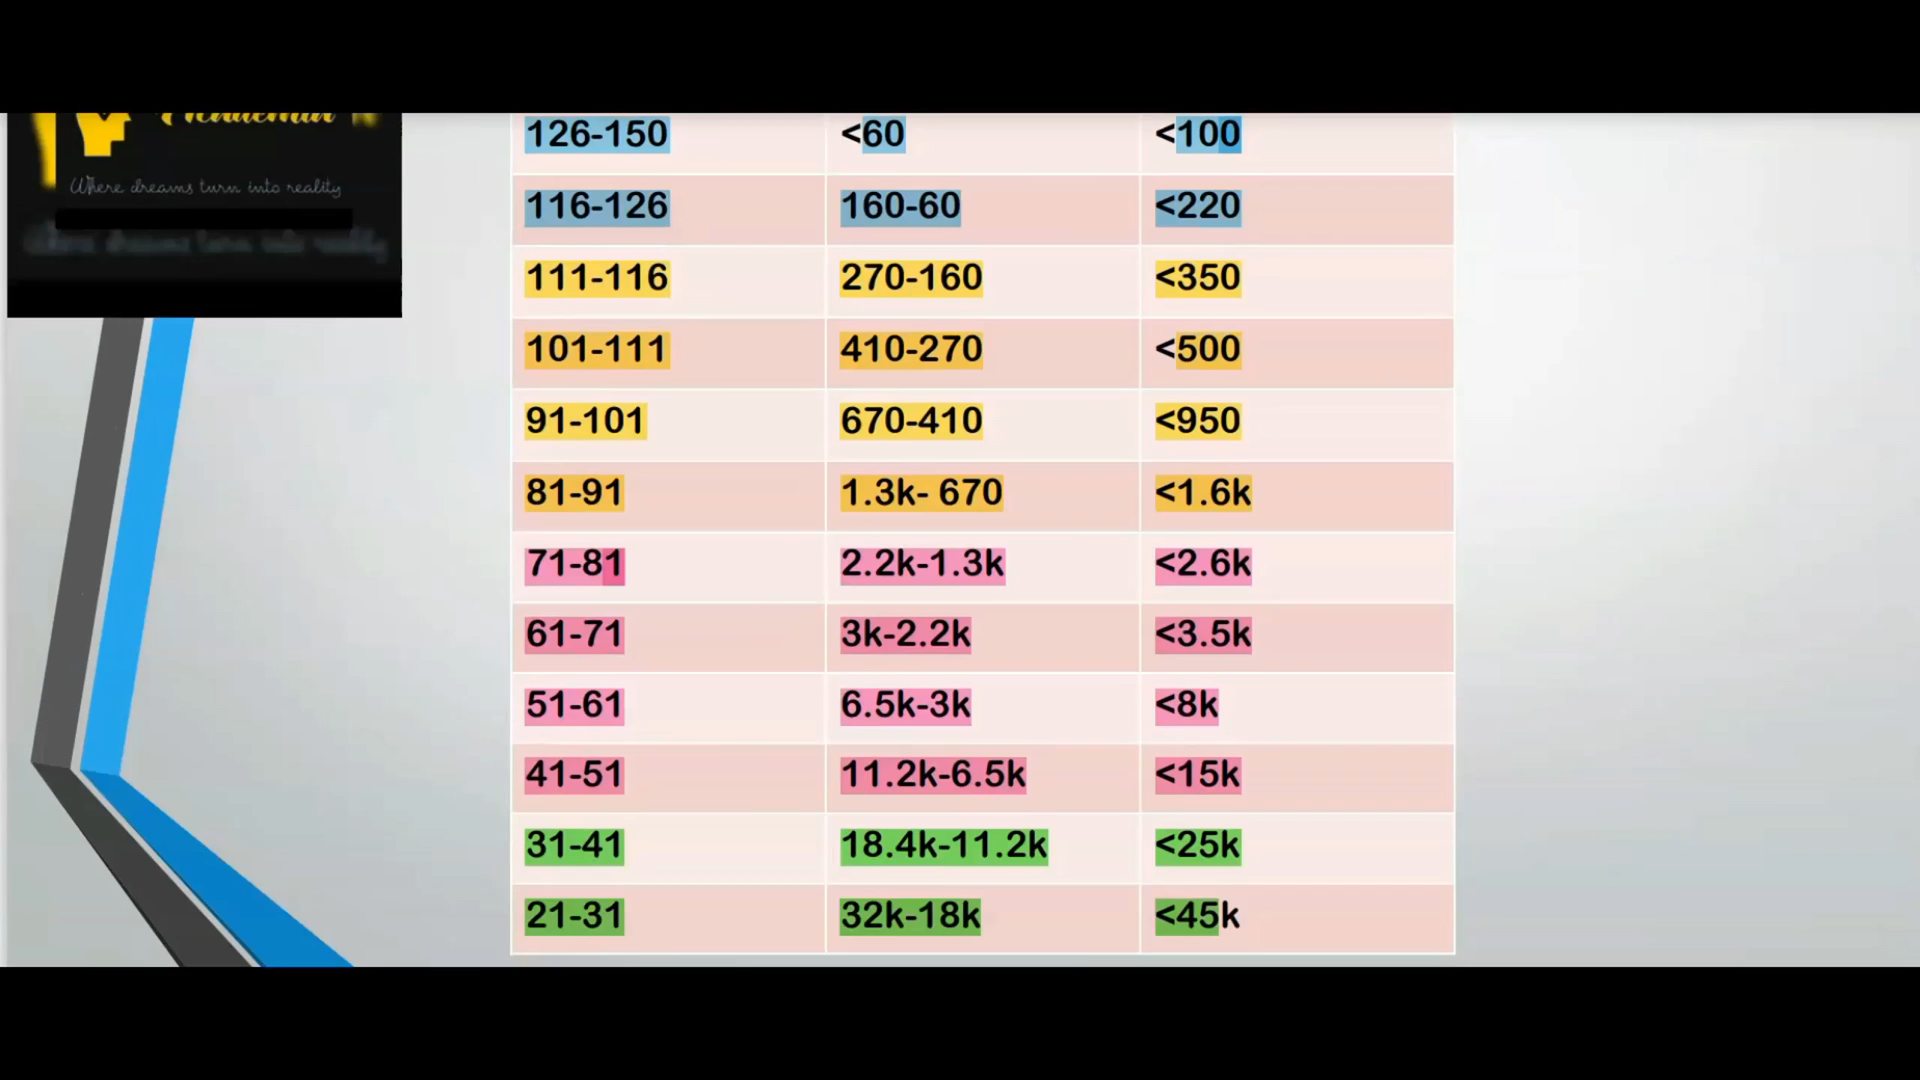 Where dreams turn into reality
126-150 <60 <100
116-126 160-60 <220
111-116 270-160 <350
101-111 410-270 <500
91-101 670-410 <950
81-91 1.3k- 670 <1.6k
71-81 2.2k-1.3k <2.6k
61-71 3k-2.2k <3.5k
51-61 6.5k-3k <8k
41-51 11.2k-6.5k <15k
31-41 18.4k-11.2k <25k
21-31 32k-18k <45k